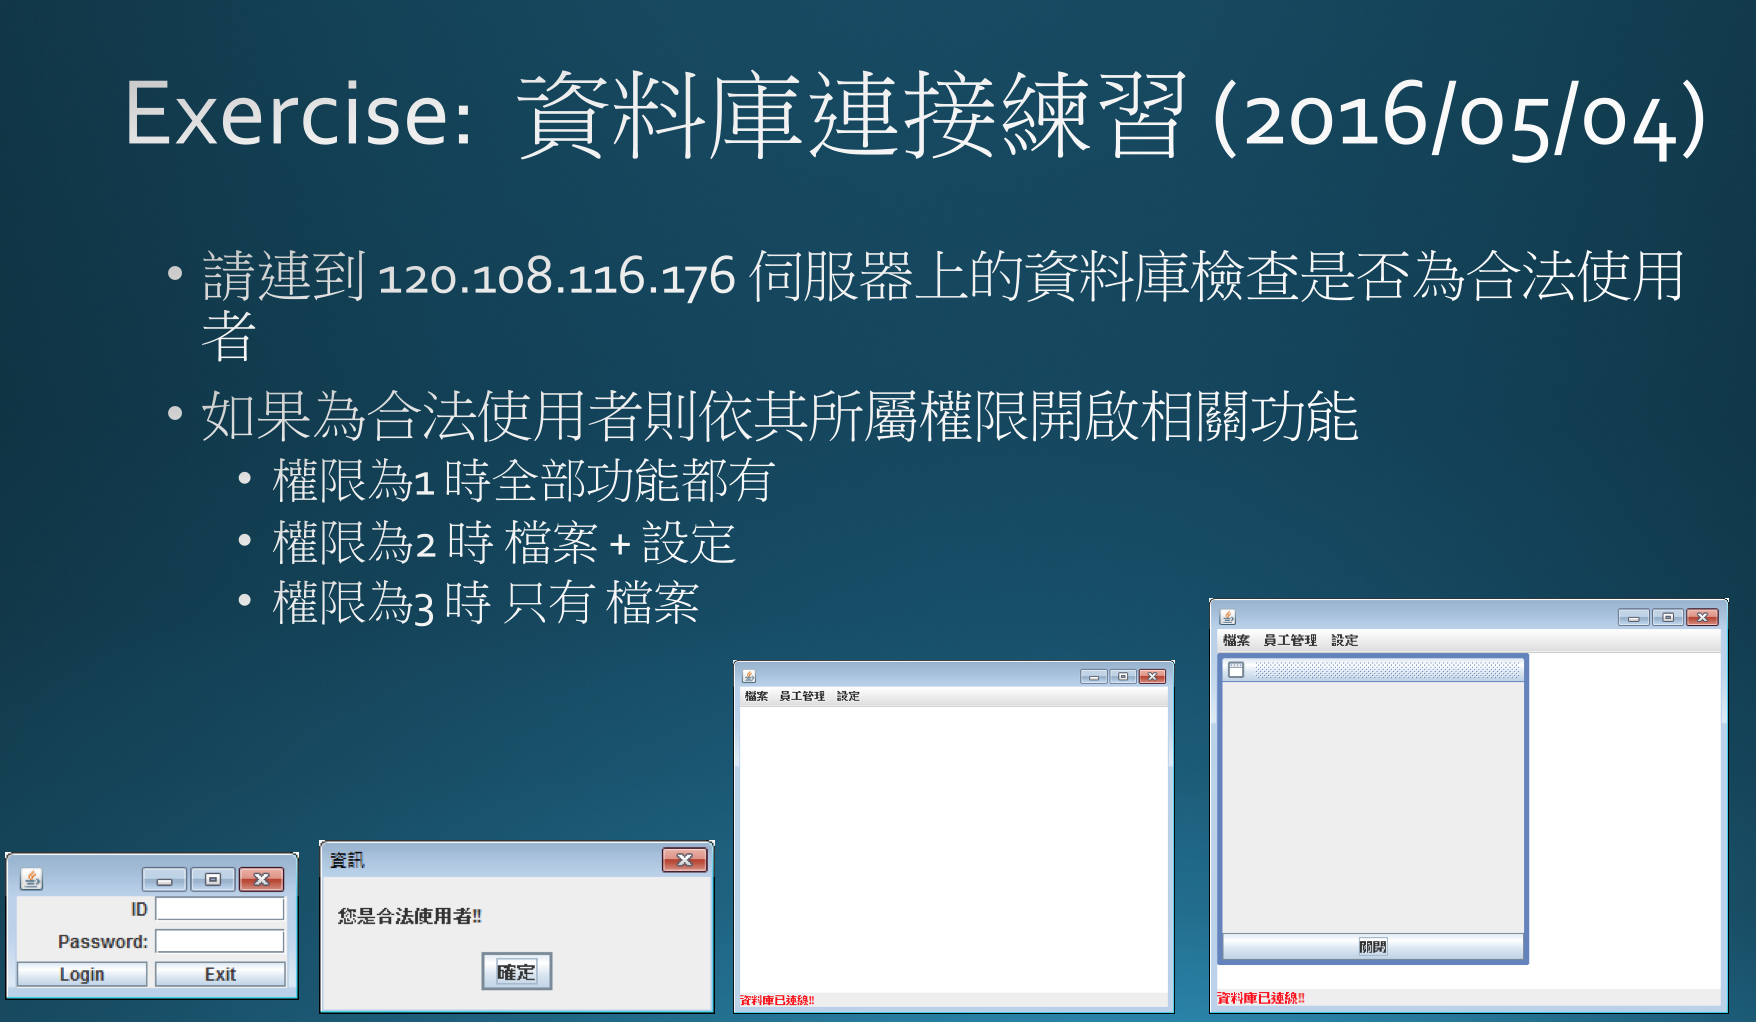 Exercise: 資料庫連接練習 (2016/05/04)
• 請連到 120.108.116.176 伺服器上的資料庫檢查是否為合法使用
者
• 如果為合法使用者則依其所屬權限開啟相關功能
• 權限為1 時全部功能都有
• 權限為2 時 檔案 + 設定
• 權限為3 時 只有 檔案
ID
Password:
Login Exit
資訊
您是合法使用者!!
確定
檔案 員工管理 設定
資料庫已連線!!
檔案 員工管理 設定
關閉
資料庫已連線!!